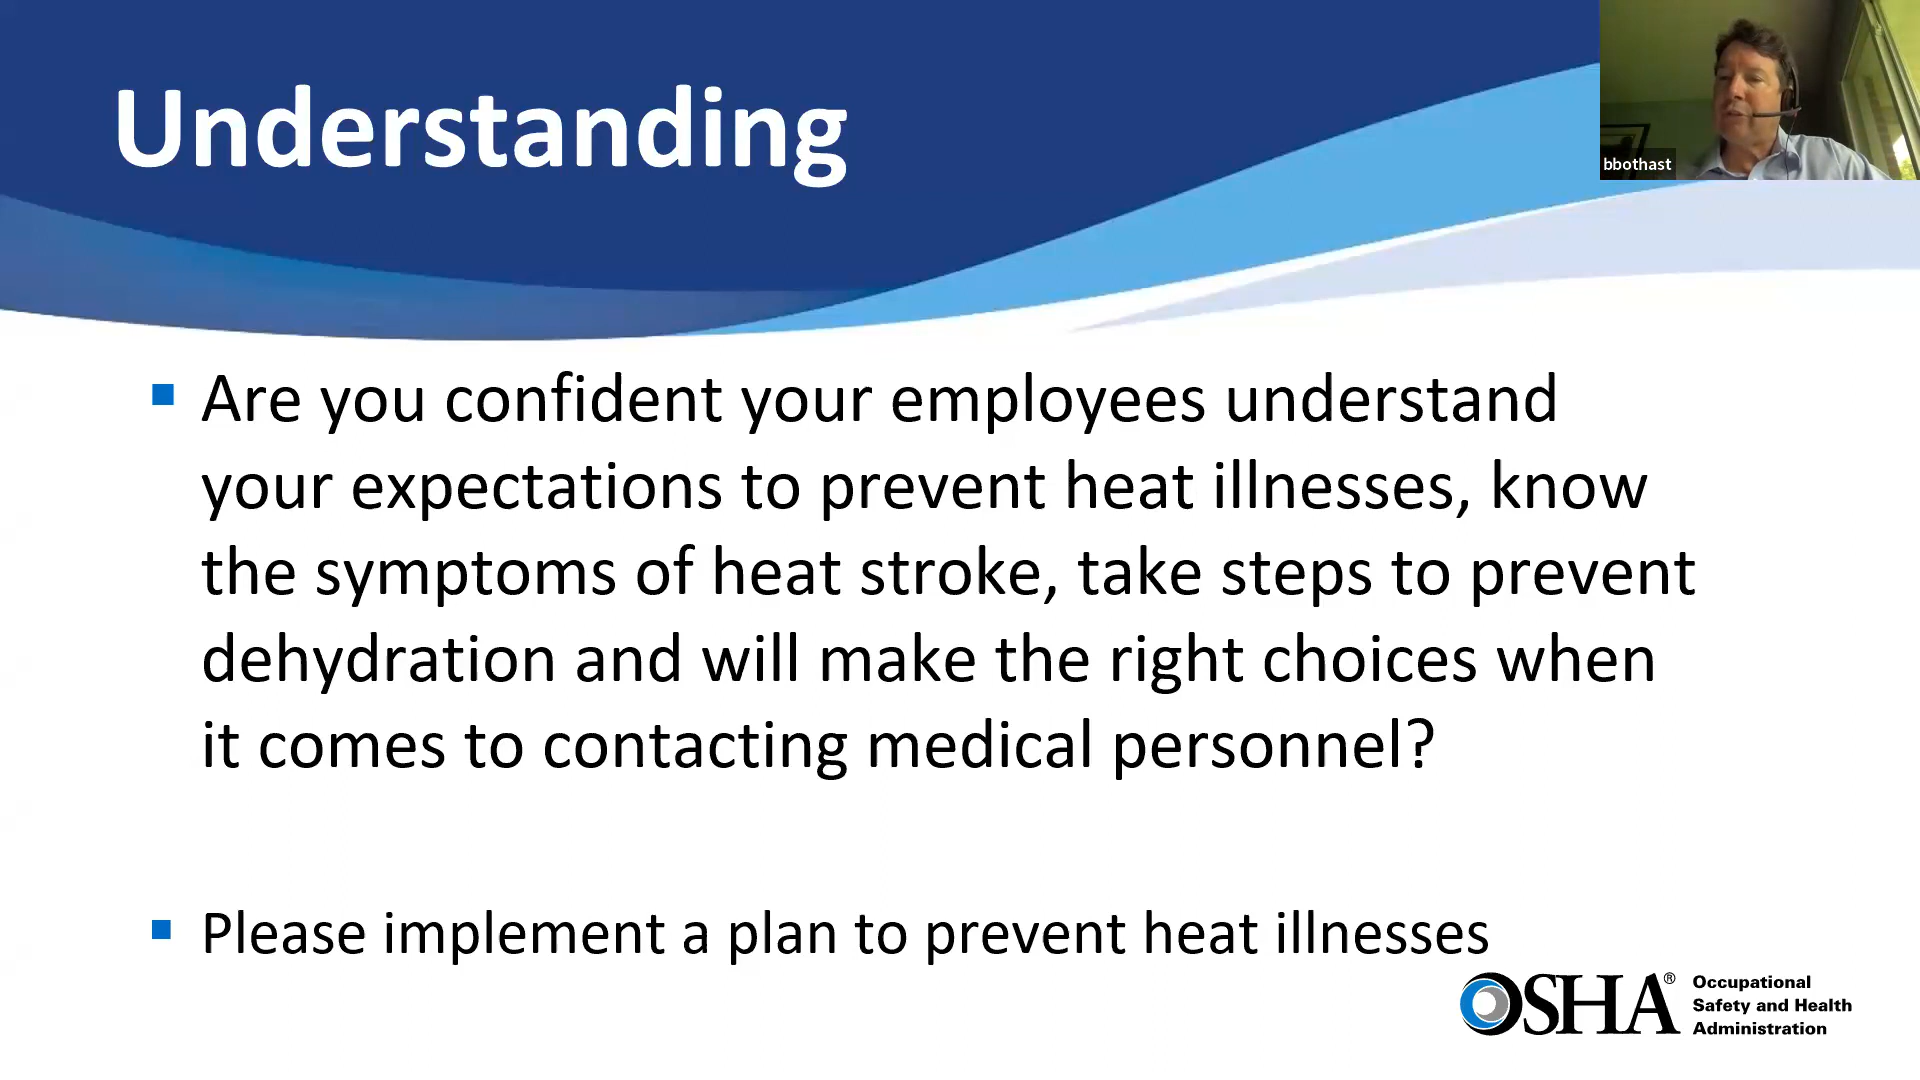 Understanding
bbothast
Are you confident your employees understand
your expectations to prevent heat illnesses, know
the symptoms of heat stroke, take steps to prevent
dehydration and will make the right choices when
it comes to contacting medical personnel?
Please implement a plan to prevent heat illnesses
OSHA®
Occupational
Safety and Health
Administration